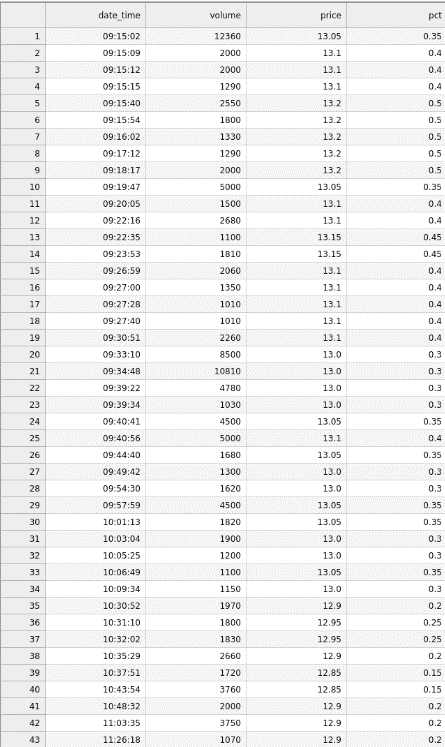 date_time volume price pct
1 09:15:02 12360 13.05 0.35
2 09:15:09 2000 13.1 0.4
3 09:15:12 2000 13.1 0.4
4 09:15:15 1290 13.1 0.4
5 09:15:40 2550 13.2 0.5
6 09:15:54 1800 13.2 0.5
7 09:16:02 1330 13.2 0.5
8 09:17:12 1290 13.2 0.5
9 09:18:17 2000 13.2 0.5
10 09:19:47 5000 13.05 0.35
11 09:20:05 1500 13.1 0.4
12 09:22:16 2680 13.1 0.4
13 09:22:35 1100 13.15 0.45
14 09:23:53 1810 13.15 0.45
15 09:26:59 2060 13.1 0.4
16 09:27:00 1350 13.1 0.4
17 09:27:28 1010 13.1 0.4
18 09:27:40 1010 13.1 0.4
19 09:30:51 2260 13.1 0.4
20 09:33:10 8500 13.0 0.3
21 09:34:48 10810 13.0 0.3
22 09:39:22 4780 13.0 0.3
23 09:39:34 1030 13.0 0.3
24 09:40:41 4500 13.05 0.35
25 09:40:56 5000 13.1 0.4
26 09:44:40 1680 13.05 0.35
27 09:49:42 1300 13.0 0.3
28 09:54:30 1620 13.0 0.3
29 09:57:59 4500 13.05 0.35
30 10:01:13 1820 13.05 0.35
31 10:03:04 1900 13.0 0.3
32 10:05:25 1200 13.0 0.3
33 10:06:49 1100 13.05 0.35
34 10:09:34 1150 13.0 0.3
35 10:30:52 1970 12.9 0.2
36 10:31:10 1800 12.95 0.25
37 10:32:02 1830 12.95 0.25
38 10:35:29 2660 12.9 0.2
39 10:37:51 1720 12.85 0.15
40 10:43:54 3760 12.85 0.15
41 10:48:32 2000 12.9 0.2
42 11:03:35 3750 12.9 0.2
43 11:26:18 1070 12.9 0.2